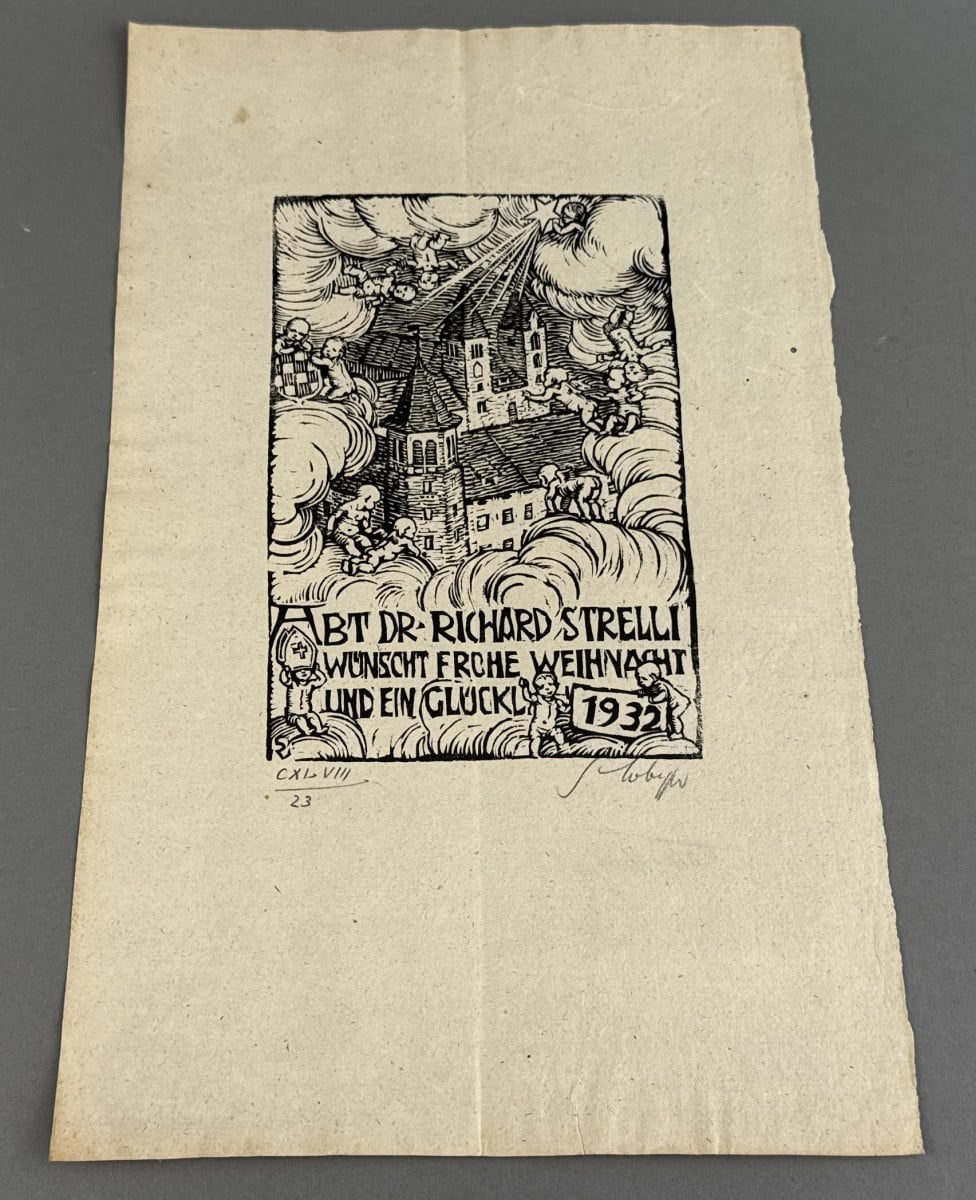 ABT DR· RICHARD STRELLI
WÜNSCHT FROHE WEIHNACHT
UND EIN GLÜCKL 1932
CXLVIII
23